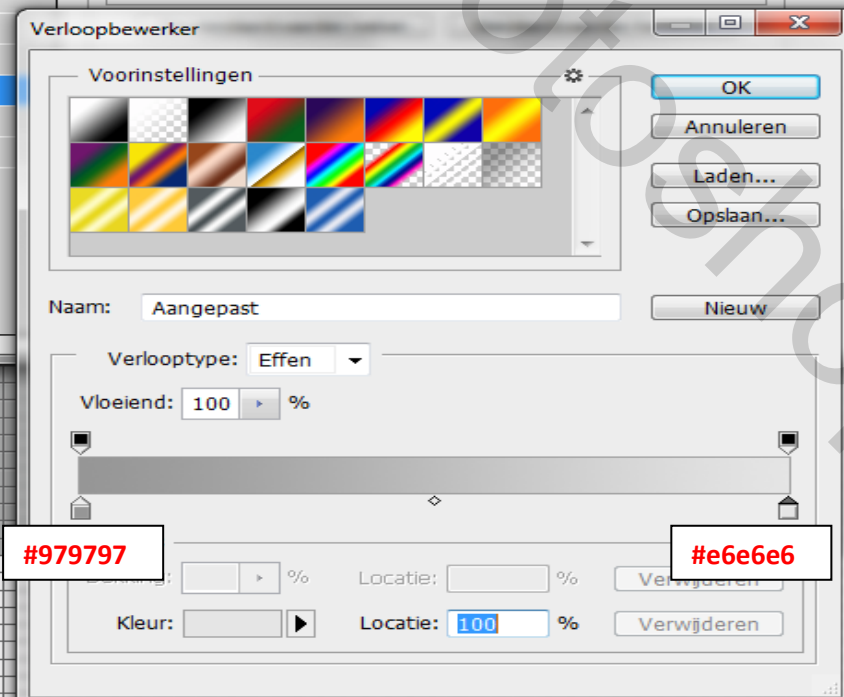 Verloopbewerker
Voorinstellingen
OK
Annuleren
Laden...
Opslaan...
Naam: Aangepast
Nieuw
Verlooptype: Effen
Vloeiend: 100 %
#979797
#e6e6e6
% Locatie: % Verwijderen
Kleur: Locatie: 100 % Verwijderen